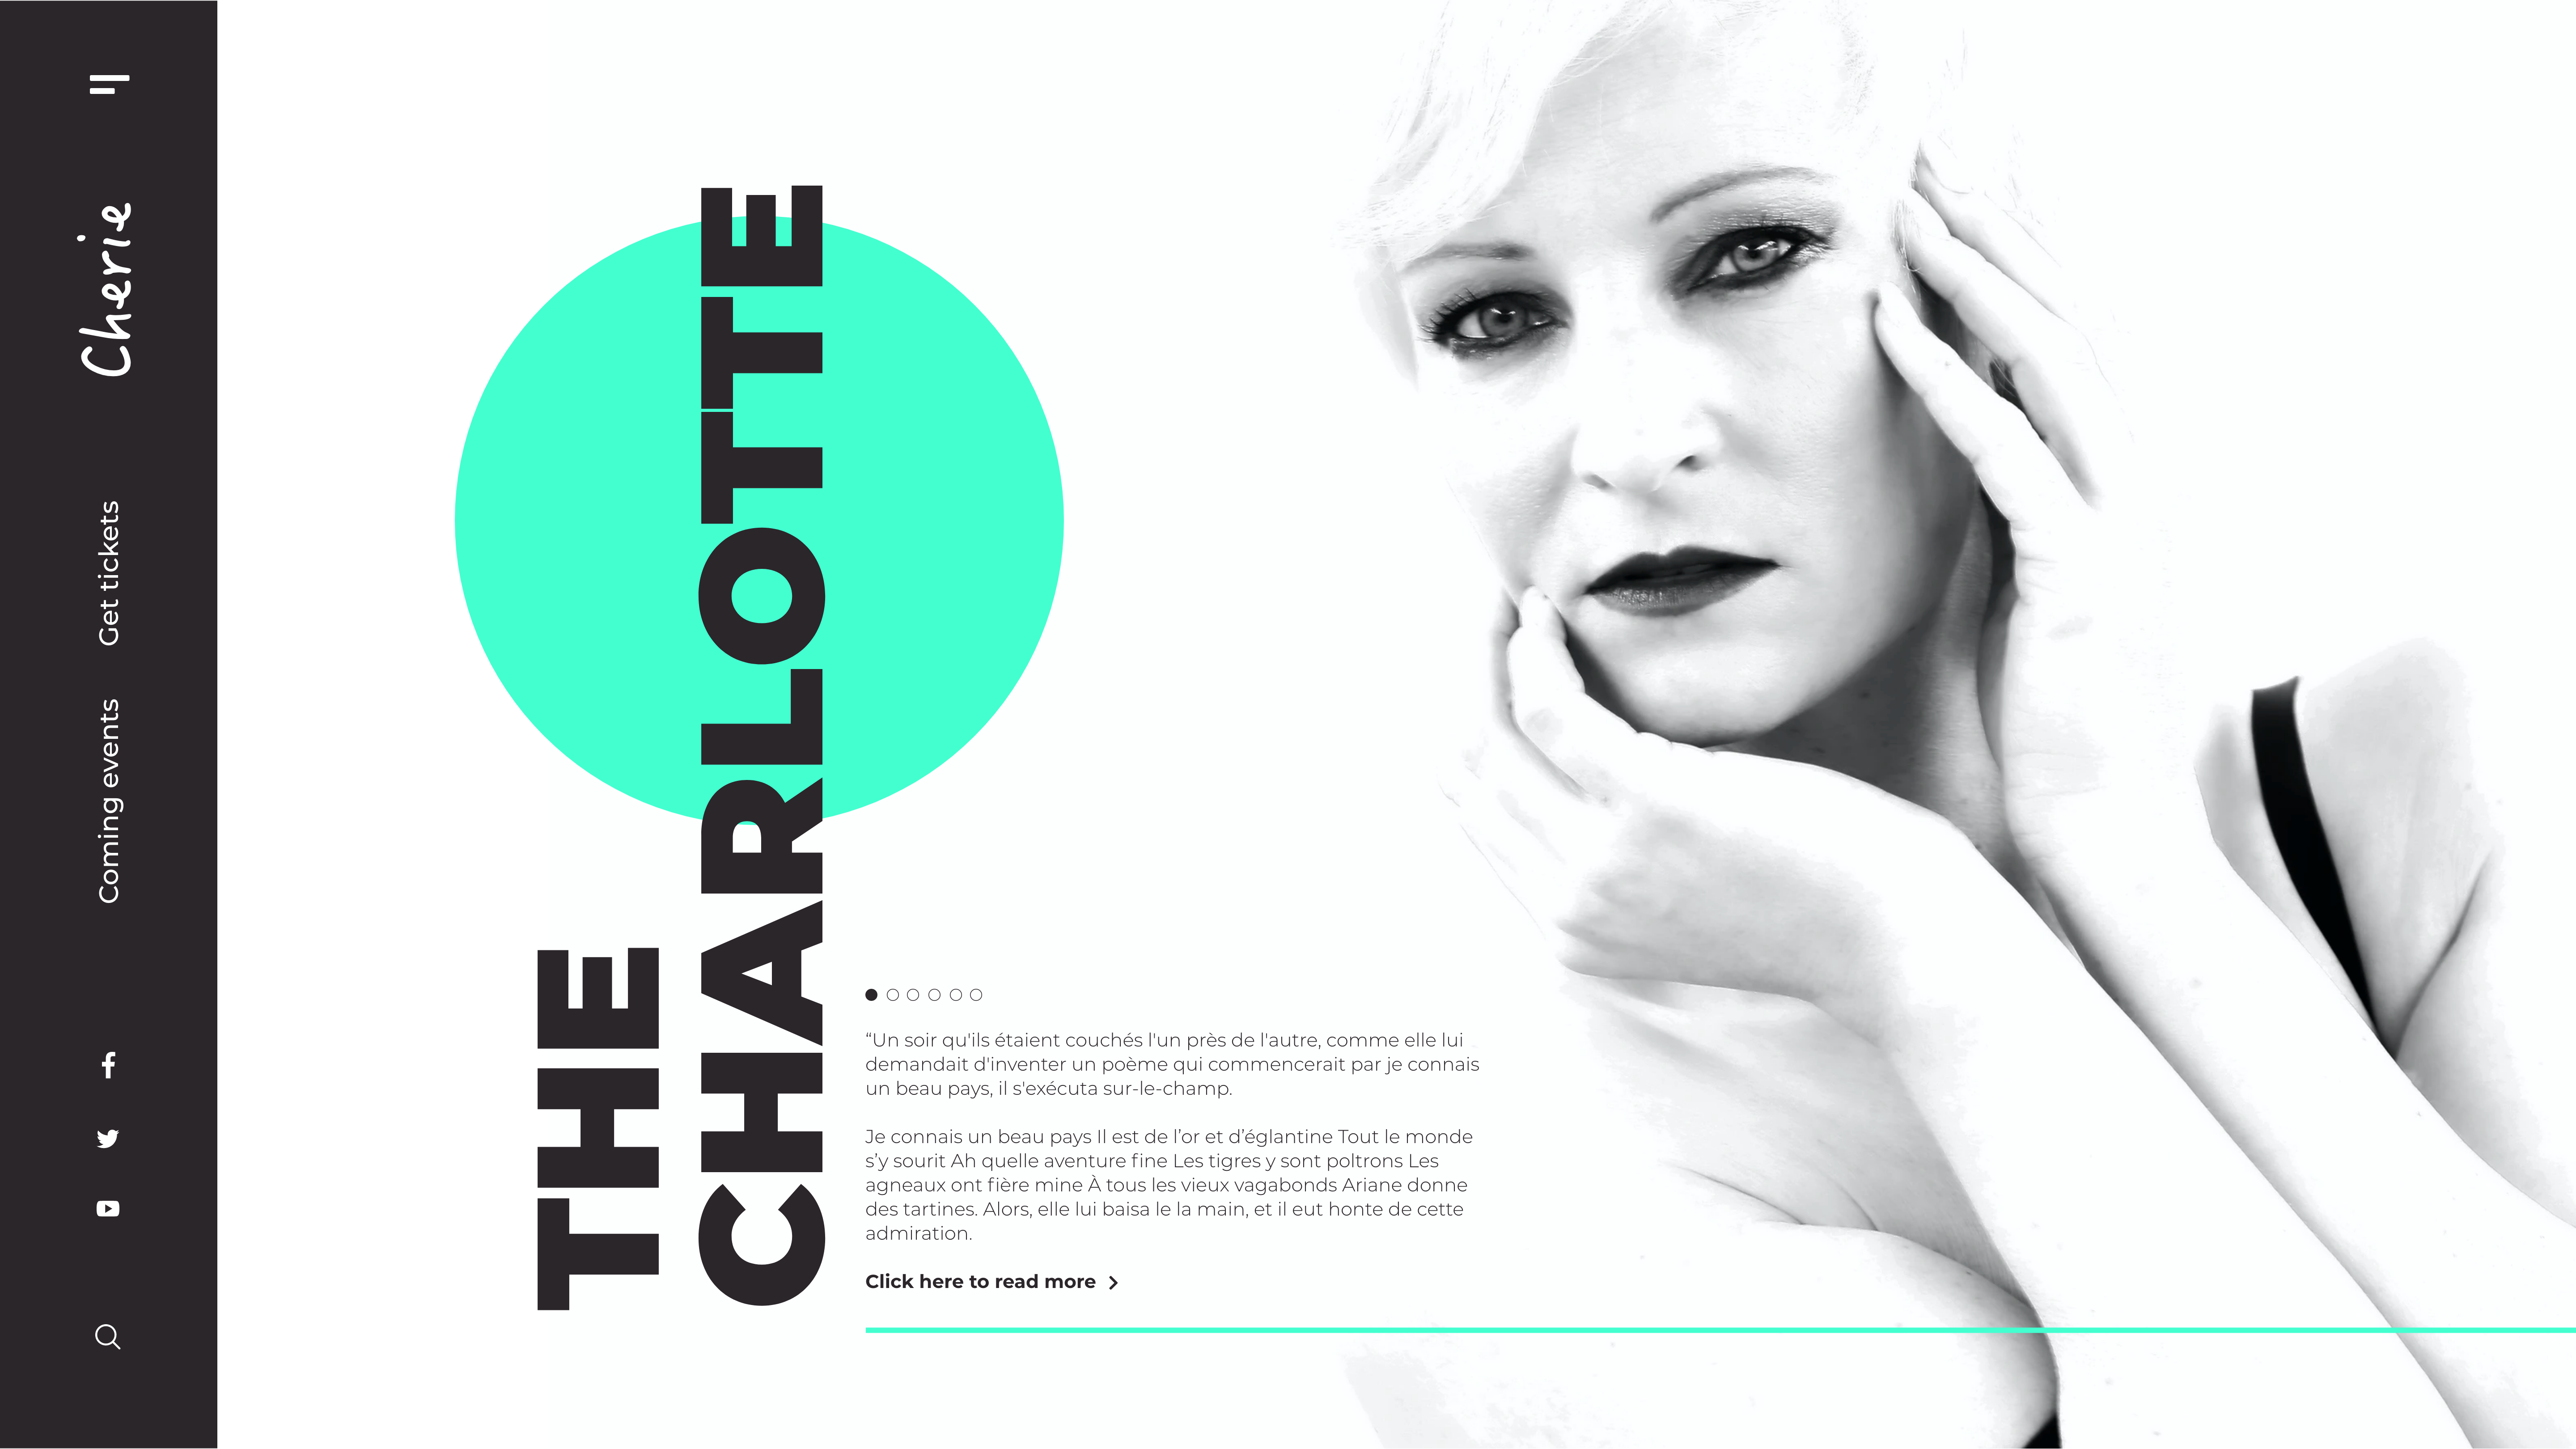 Cherie
Get tickets
Coming events
THE
CHARLOTTE
“Un soir qu'ils étaient couchés l'un près de l'autre, comme elle lui
demandait d'inventer un poème qui commencerait par je connais
un beau pays, il s'exécuta sur-le-champ.
Je connais un beau pays Il est de l’or et d’églantine Tout le monde
s’y sourit Ah quelle aventure fine Les tigres y sont poltrons Les
agneaux ont fière mine À tous les vieux vagabonds Ariane donne
des tartines. Alors, elle lui baisa le la main, et il eut honte de cette
admiration.
Click here to read more